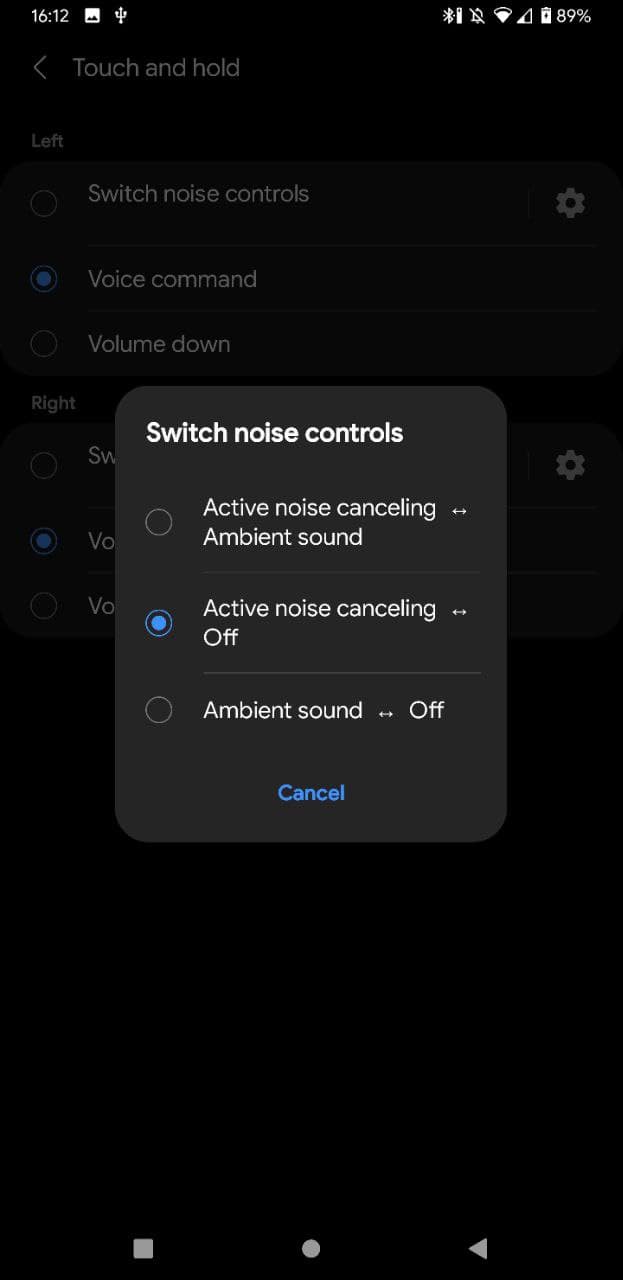 16:12 89%
Touch and hold
Left
Switch noise controls
Voice command
Volume down
Right
Sw
Vo
Vo
Switch noise controls
Active noise canceling ↔
Ambient sound
Active noise canceling ↔
Off
Ambient sound ↔ Off
Cancel